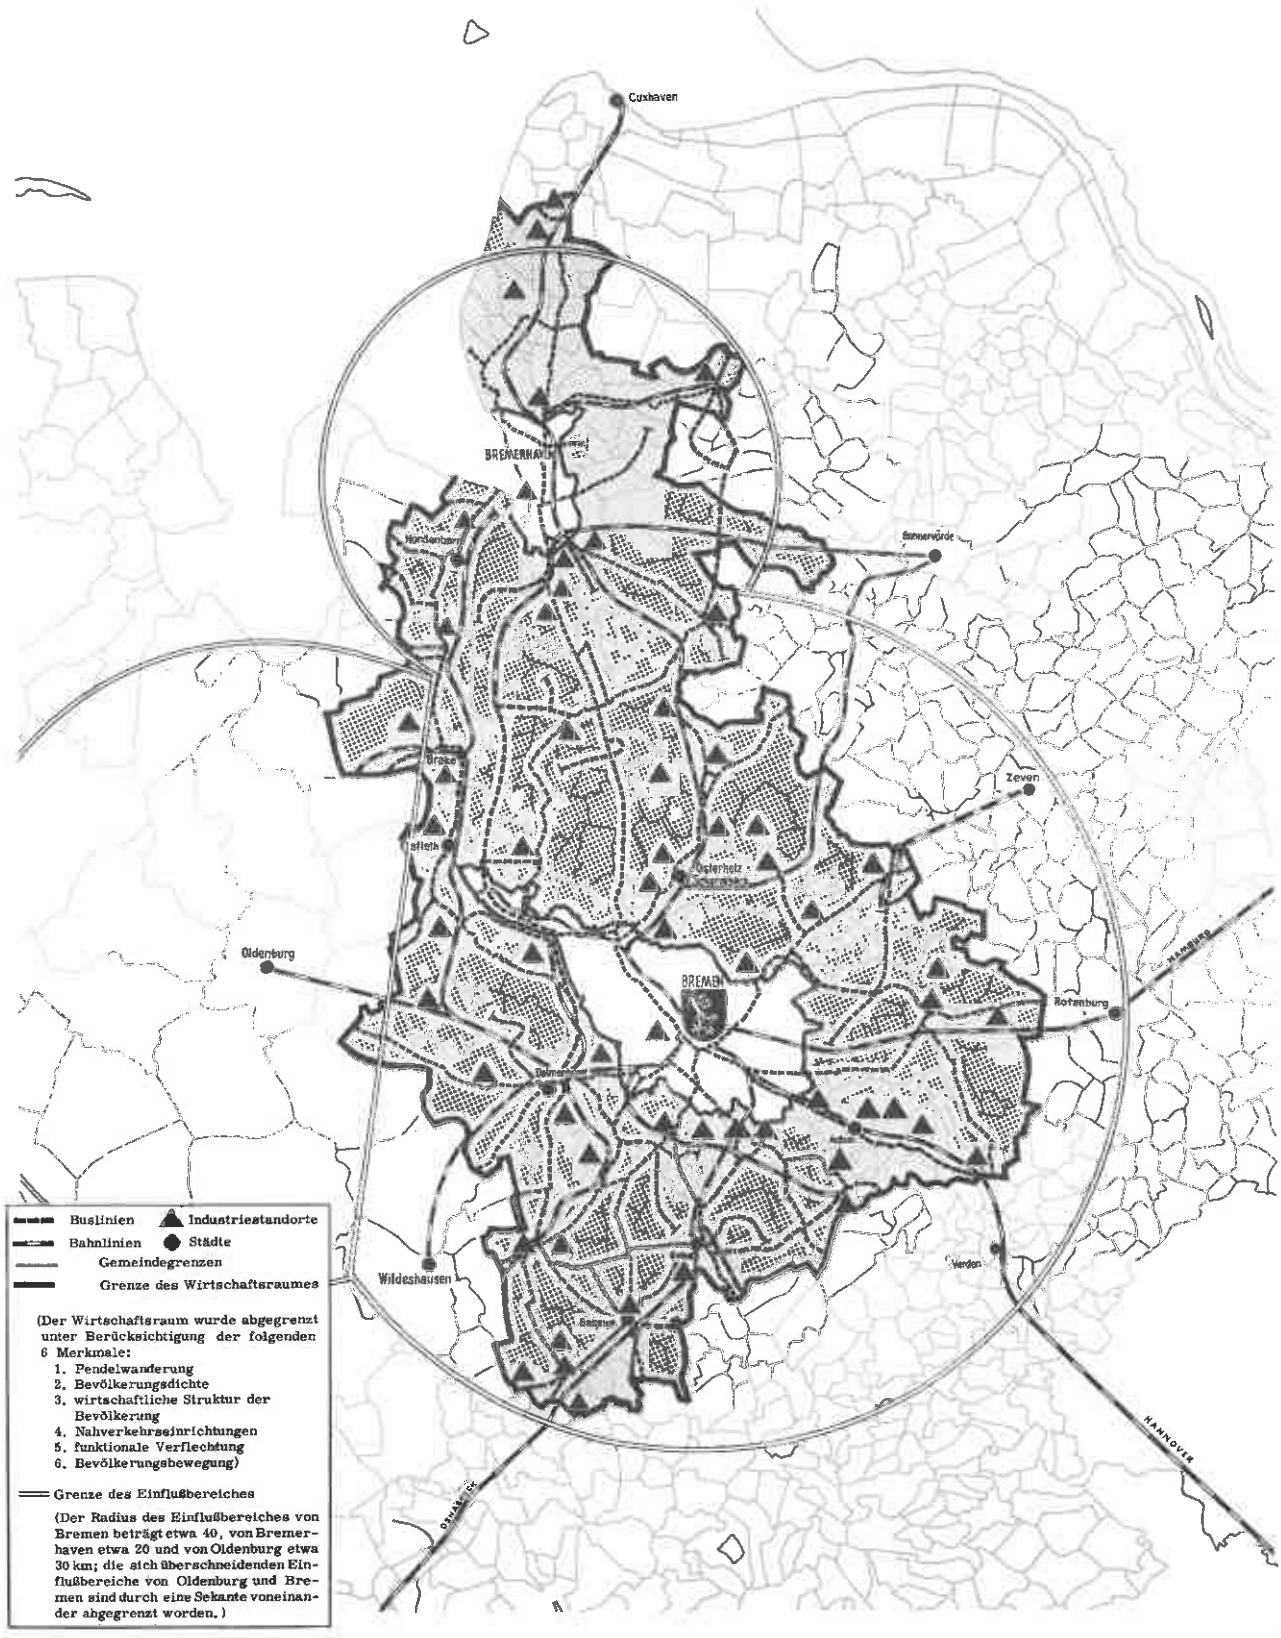 Cuxhaven
BREMERHAV
Nordenham
Bremervörde
Brake
Zeven
sfleth
Osterholz
Oldenburg
HAMBURG
BREMEN
Rotenburg
Delmenh
Verden
Wildeshausen
Bassum
HANNOVER
Buslinien Industriestandorte
Bahnlinien Städte
Gemeindegrenzen
Grenze des Wirtschaftsraumes
(Der Wirtschaftsraum wurde abgegrenzt
unter Berücksichtigung der folgenden
6 Merkmale:
1. Pendelwanderung
2. Bevölkerungsdichte
3. wirtschaftliche Struktur der
Bevölkerung
4. Nahverkehrseinrichtungen
5. funktionale Verflechtung
6. Bevölkerungsbewegung)
Grenze des Einflußbereiches
(Der Radius des Einflußbereiches von
Bremen beträgt etwa 40, von Bremer-
haven etwa 20 und von Oldenburg etwa
30 km; die sich überschneidenden Ein-
flußbereiche von Oldenburg und Bre-
men sind durch eine Sekante voneinan-
der abgegrenzt worden.)